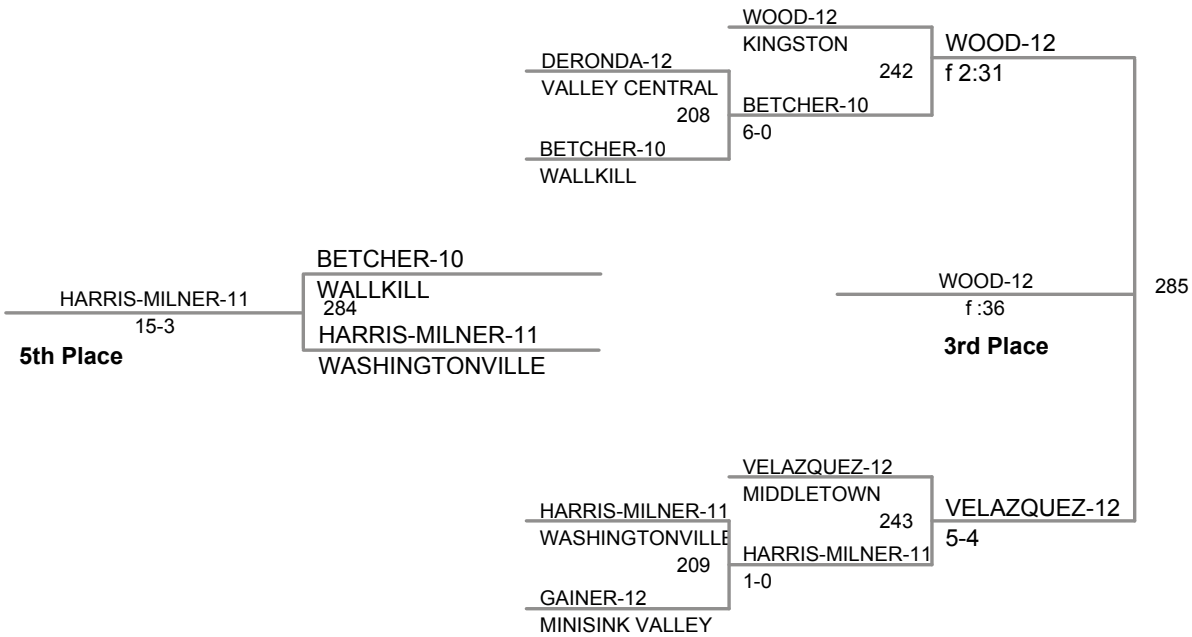 WOOD-12
KINGSTON
242
WOOD-12
f 2:31
DERONDA-12
VALLEY CENTRAL
208
BETCHER-10
6-0
BETCHER-10
WALLKILL
BETCHER-10
WALLKILL
284
HARRIS-MILNER-11
15-3
5th Place
HARRIS-MILNER-11
WASHINGTONVILLE
WOOD-12
f :36
3rd Place
285
VELAZQUEZ-12
MIDDLETOWN
243
VELAZQUEZ-12
5-4
HARRIS-MILNER-11
WASHINGTONVILLE
209
HARRIS-MILNER-11
1-0
GAINER-12
MINISINK VALLEY